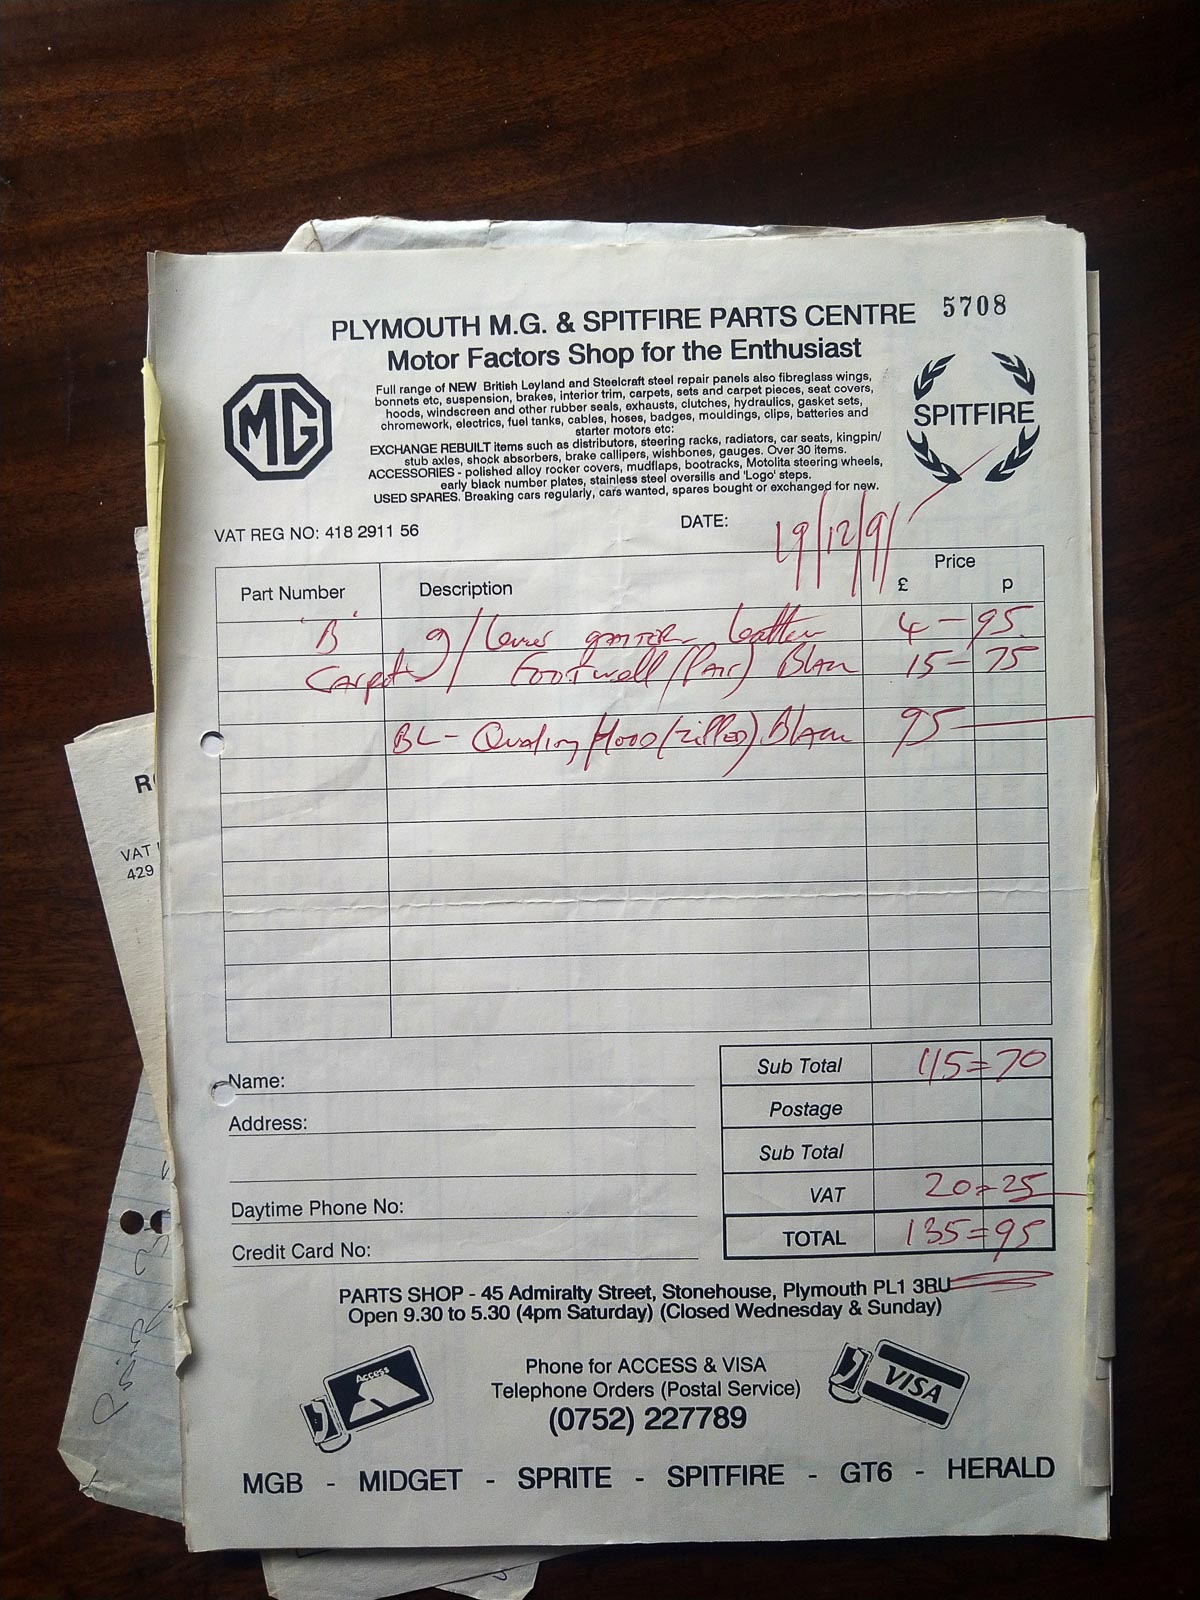 PLYMOUTH M.G. & SPITFIRE PARTS CENTRE 5708
Motor Factors Shop for the Enthusiast
MG
Full range of NEW British Leyland and Steelcraft steel repair panels also fibreglass wings,
bonnets etc, suspension, brakes, interior trim, carpets, sets and carpet pieces, seat covers,
hoods, windscreen and other rubber seals, exhausts, clutches, hydraulics, gasket sets,
chromework, electrics, fuel tanks, cables, hoses, badges, mouldings, clips, batteries and
starter motors etc:
EXCHANGE REBUILT items such as distributors, steering racks, radiators, car seats, kingpin/
stub axles, shock absorbers, brake callipers, wishbones, gauges. Over 30 items.
ACCESSORIES - polished alloy rocker covers, mudflaps, bootracks, Motolita steering wheels,
early black number plates, stainless steel oversills and 'Logo' steps.
USED SPARES. Breaking cars regularly, cars wanted, spares bought or exchanged for new.
SPITFIRE
VAT REG NO: 418 2911 56
DATE: 19/12/91
Part Number Description Price £ p
"B" g/lever gaiter leather 4-95
Carpet footwell/(Pair) Black 15-75
BL-Quality Hood (zipped) Black 95-
Sub Total 115=70
Postage
Sub Total
VAT 20=25
TOTAL 135=95
Name:
Address:
Daytime Phone No:
Credit Card No:
PARTS SHOP - 45 Admiralty Street, Stonehouse, Plymouth PL1 3BU
Open 9.30 to 5.30 (4pm Saturday) (Closed Wednesday & Sunday)
Access
Phone for ACCESS & VISA
Telephone Orders (Postal Service)
(0752) 227789
VISA
MGB - MIDGET - SPRITE - SPITFIRE - GT6 - HERALD
VAT
429